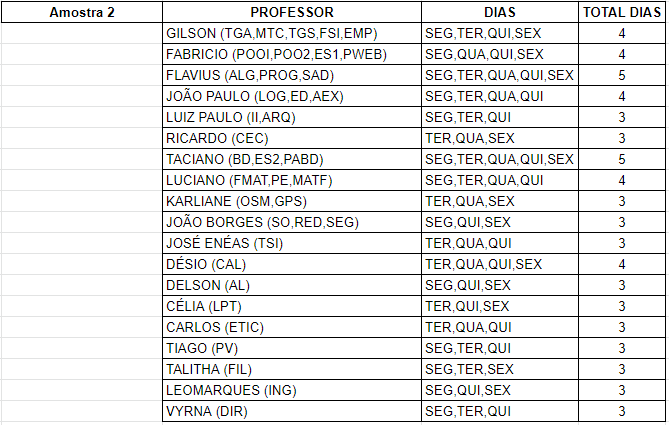 Amostra 2 PROFESSOR DIAS TOTAL DIAS
GILSON (TGA,MTC,TGS,FSI,EMP) SEG,TER,QUI,SEX 4
FABRICIO (POOI,POO2,ES1,PWEB) SEG,QUA,QUI,SEX 4
FLAVIUS (ALG,PROG,SAD) SEG,TER,QUA,QUI,SEX 5
JOÃO PAULO (LOG,ED,AEX) SEG,TER,QUA,QUI 4
LUIZ PAULO (II,ARQ) SEG,TER,QUI 3
RICARDO (CEC) TER,QUA,SEX 3
TACIANO (BD,ES2,PABD) SEG,TER,QUA,QUI,SEX 5
LUCIANO (FMAT,PE,MATF) SEG,TER,QUA,QUI 4
KARLIANE (OSM,GPS) TER,QUA,SEX 3
JOÃO BORGES (SO,RED,SEG) SEG,QUI,SEX 3
JOSÉ ENÉAS (TSI) TER,QUA,QUI 3
DÉSIO (CAL) TER,QUA,QUI,SEX 4
DELSON (AL) SEG,QUI,SEX 3
CÉLIA (LPT) TER,QUI,SEX 3
CARLOS (ETIC) TER,QUA,QUI 3
TIAGO (PV) SEG,TER,QUI 3
TALITHA (FIL) SEG,TER,SEX 3
LEOMARQUES (ING) SEG,QUI,SEX 3
VYRNA (DIR) SEG,TER,QUI 3